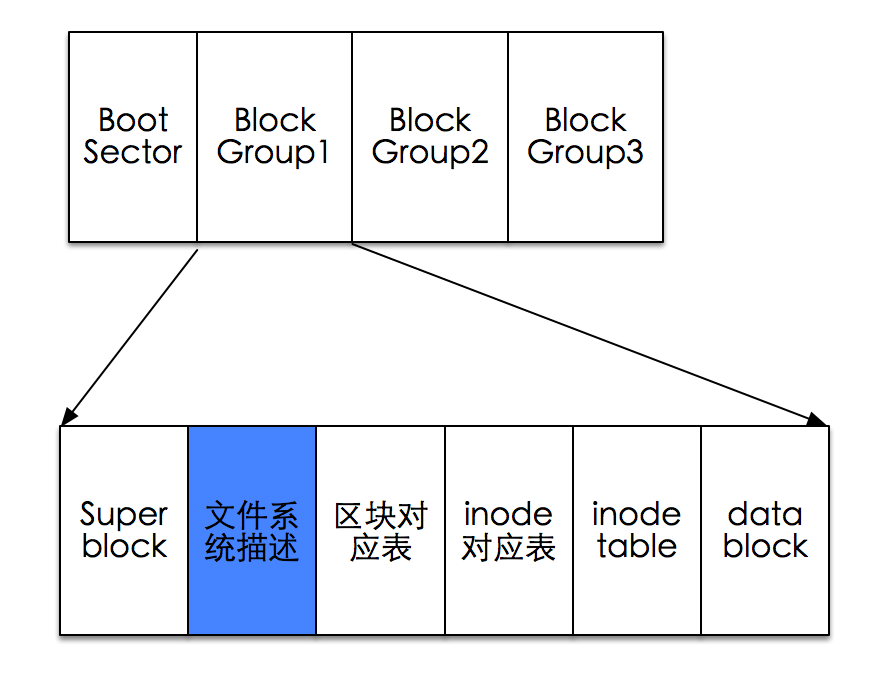 Boot
Sector
Block
Group1
Block
Group2
Block
Group3
Super
block
文件系
统描述
区块对
应表
inode
对应表
inode
table
data
block